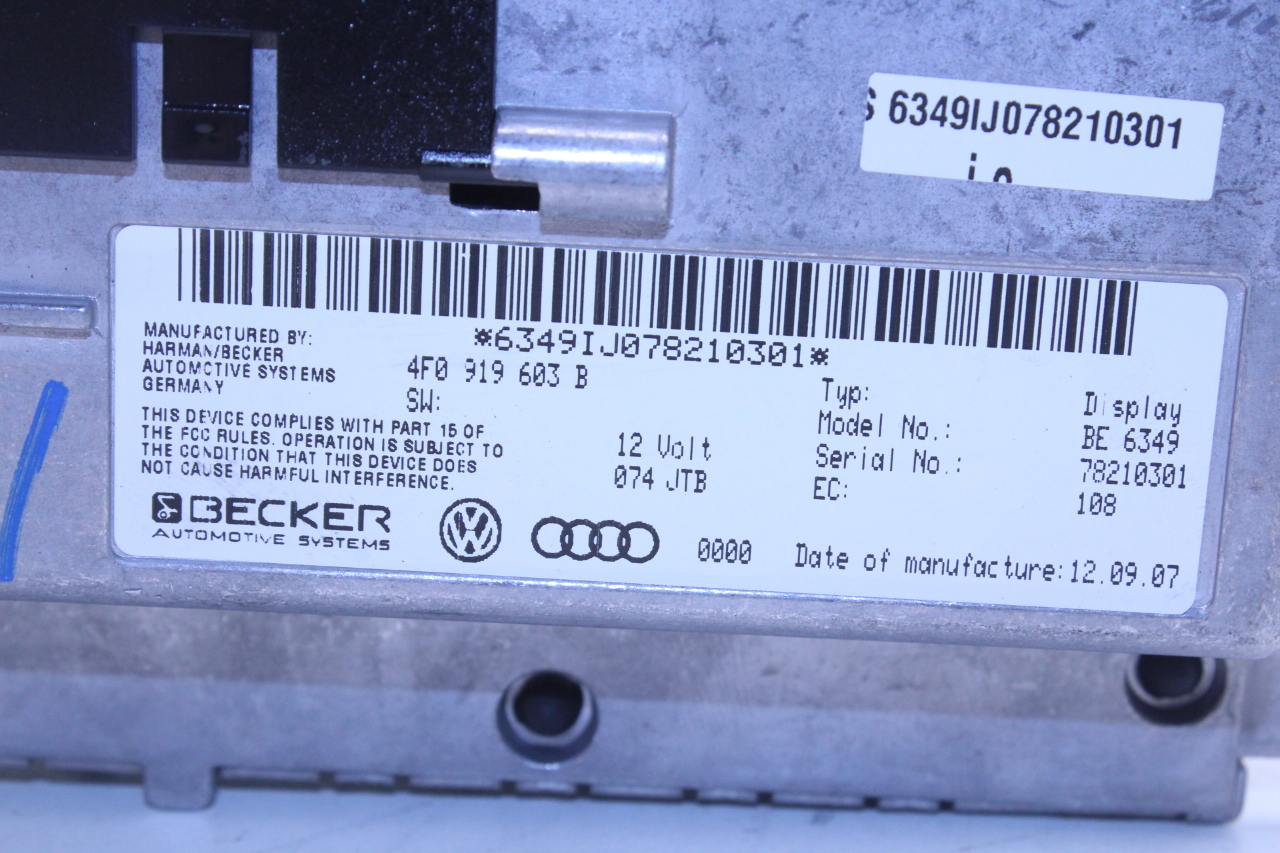 6349IJ078210301
*6349IJ078210301*
MANUFACTURED BY:
HARMAN/BECKER
AUTOMOTIVE SYSTEMS
GERMANY
4F0 919 603 B
SW:
THIS DEVICE COMPLIES WITH PART 15 OF
THE FCC RULES. OPERATION IS SUBJECT TO
THE CONDITION THAT THIS DEVICE DOES
NOT CAUSE HARMFUL INTERFERENCE.
12 Volt
074 JTB
Typ: Display
Model No.: BE 6349
Serial No.: 78210301
EC: 108
BECKER
AUTOMOTIVE SYSTEMS
0000
Date of manufacture: 12.09.07